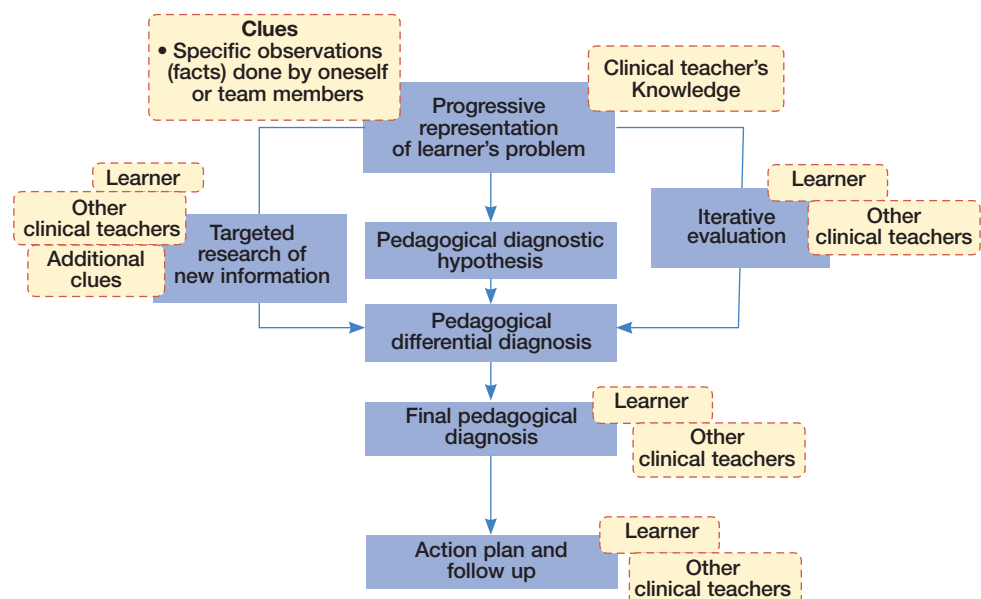 Clues
• Specific observations
(facts) done by oneself
or team members
Clinical teacher’s
Knowledge
Progressive
representation
of learner’s problem
Learner
Other
clinical teachers
Additional
clues
Targeted
research of
new information
Pedagogical diagnostic
hypothesis
Iterative
evaluation
Learner
Other
clinical teachers
Pedagogical
differential diagnosis
Final pedagogical
diagnosis
Learner
Other
clinical teachers
Action plan and
follow up
Learner
Other
clinical teachers